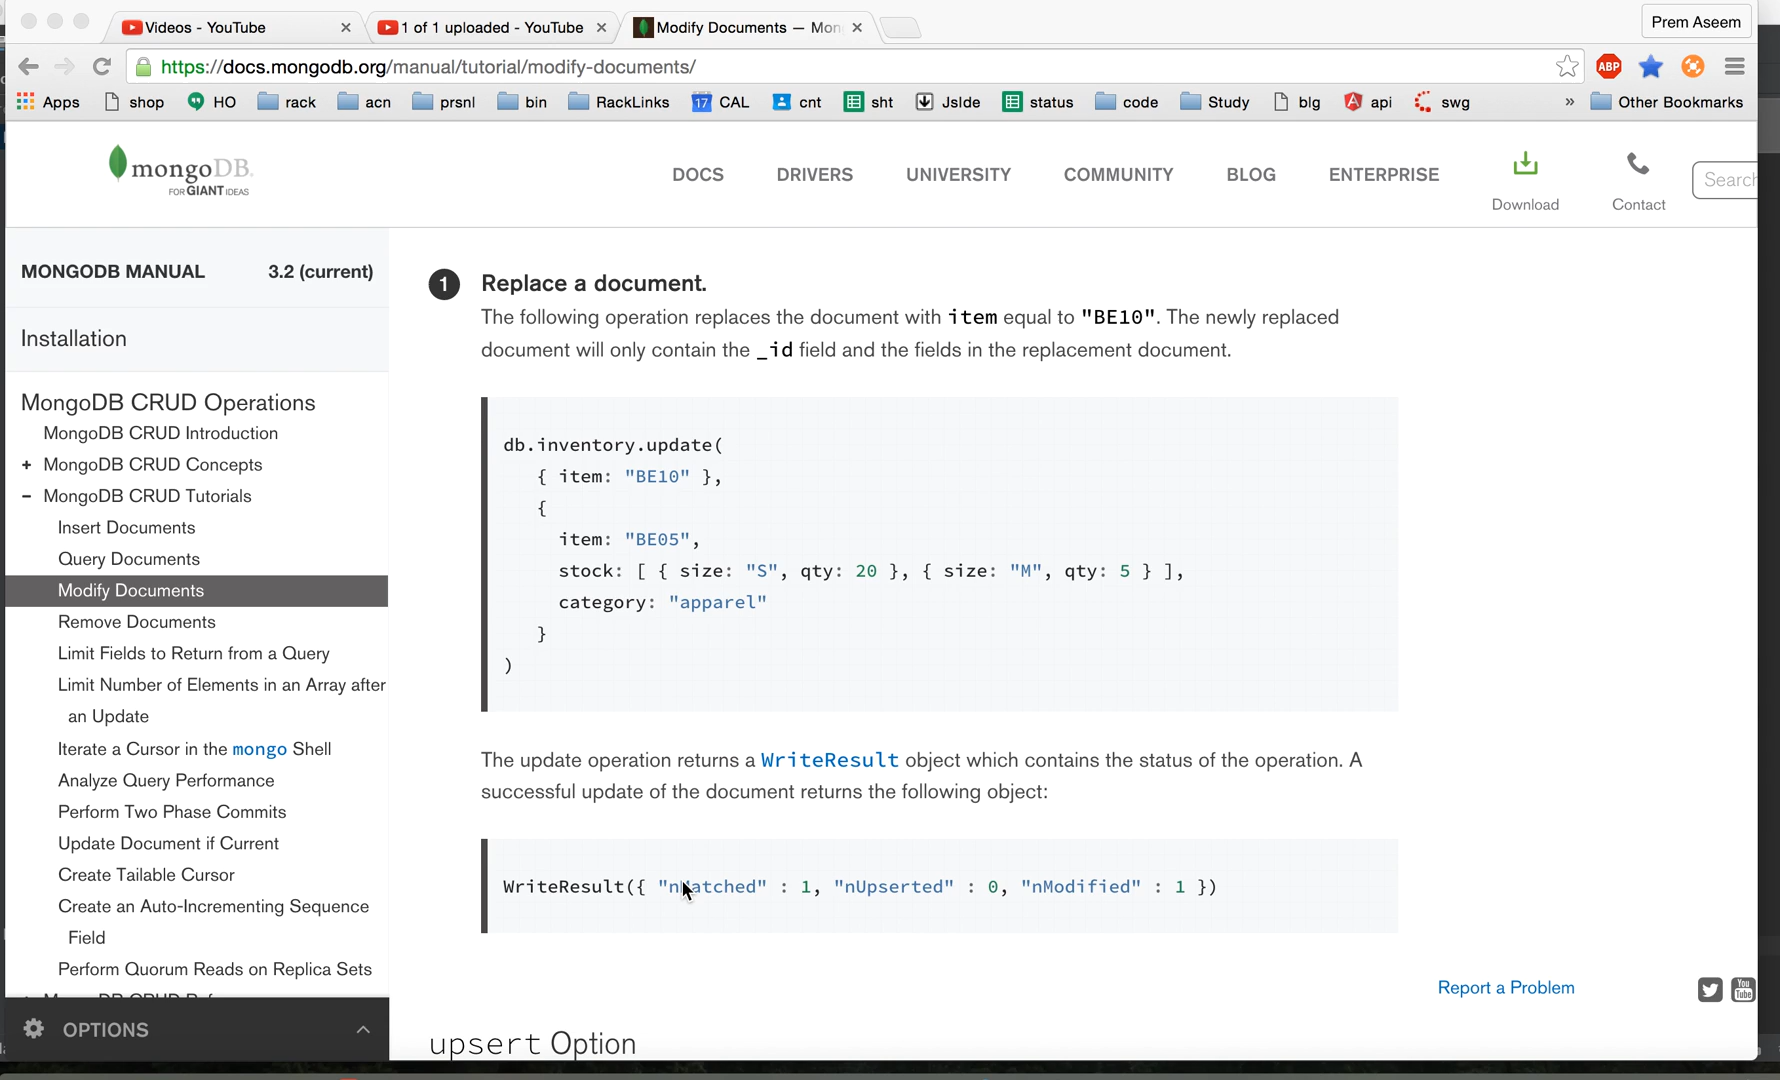 Videos - YouTube
1 of 1 uploaded - YouTube
Modify Documents — Mon
Prem Aseem
https://docs.mongodb.org/manual/tutorial/modify-documents/
ABP
Apps shop HO rack acn prsnl bin RackLinks 17 CAL cnt sht Jslde status code Study blg api swg » Other Bookmarks
mongoDB.
FOR GIANT IDEAS
DOCS DRIVERS UNIVERSITY COMMUNITY BLOG ENTERPRISE
Download
Contact
Search
MONGODB MANUAL 3.2 (current)
Installation
MongoDB CRUD Operations
MongoDB CRUD Introduction
+ MongoDB CRUD Concepts
– MongoDB CRUD Tutorials
Insert Documents
Query Documents
Modify Documents
Remove Documents
Limit Fields to Return from a Query
Limit Number of Elements in an Array after
an Update
Iterate a Cursor in the mongo Shell
Analyze Query Performance
Perform Two Phase Commits
Update Document if Current
Create Tailable Cursor
Create an Auto-Incrementing Sequence
Field
Perform Quorum Reads on Replica Sets
OPTIONS
1 Replace a document.
The following operation replaces the document with item equal to "BE10". The newly replaced
document will only contain the _id field and the fields in the replacement document.
db.inventory.update(
{ item: "BE10" },
{
item: "BE05",
stock: [ { size: "S", qty: 20 }, { size: "M", qty: 5 } ],
category: "apparel"
}
)
The update operation returns a WriteResult object which contains the status of the operation. A
successful update of the document returns the following object:
WriteResult({ "nMatched" : 1, "nUpserted" : 0, "nModified" : 1 })
Report a Problem
You
Tube
upsert Option